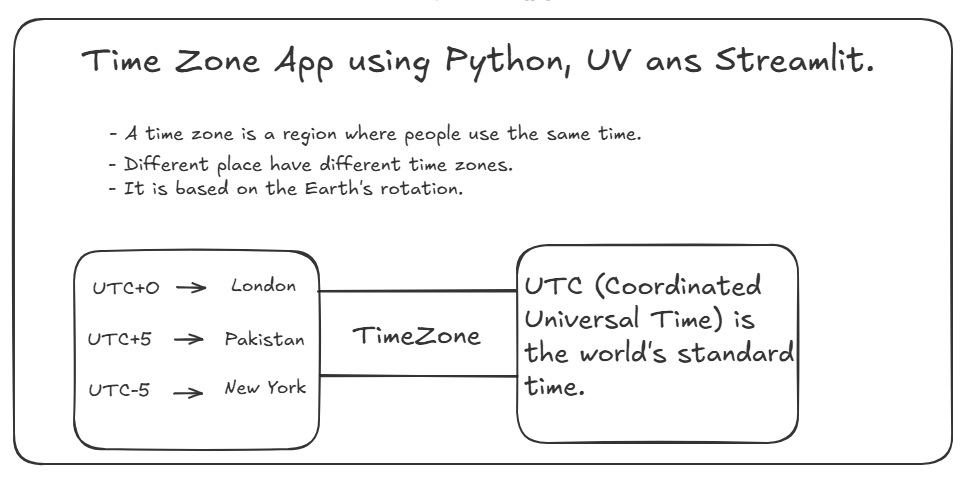 Time Zone App using Python, UV ans Streamlit.
- A time zone is a region where people use the same time.
- Different place have different time zones.
- It is based on the Earth's rotation.
UTC+0 → London
UTC+5 → Pakistan
UTC-5 → New York
TimeZone
UTC (Coordinated
Universal Time) is
the world's standard
time.